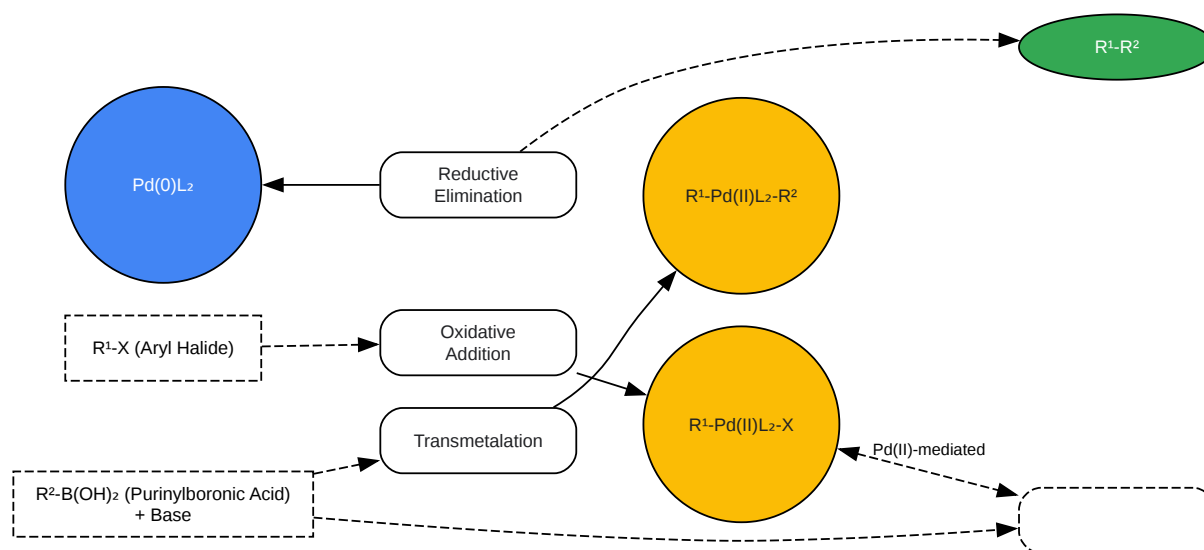 R¹-R²
Pd(0)L₂
Reductive
Elimination
R¹-Pd(II)L₂-R²
R¹-X (Aryl Halide)
Oxidative
Addition
R¹-Pd(II)L₂-X
Transmetalation
Pd(II)-mediated
R²-B(OH)₂ (Purinylboronic Acid)
+ Base